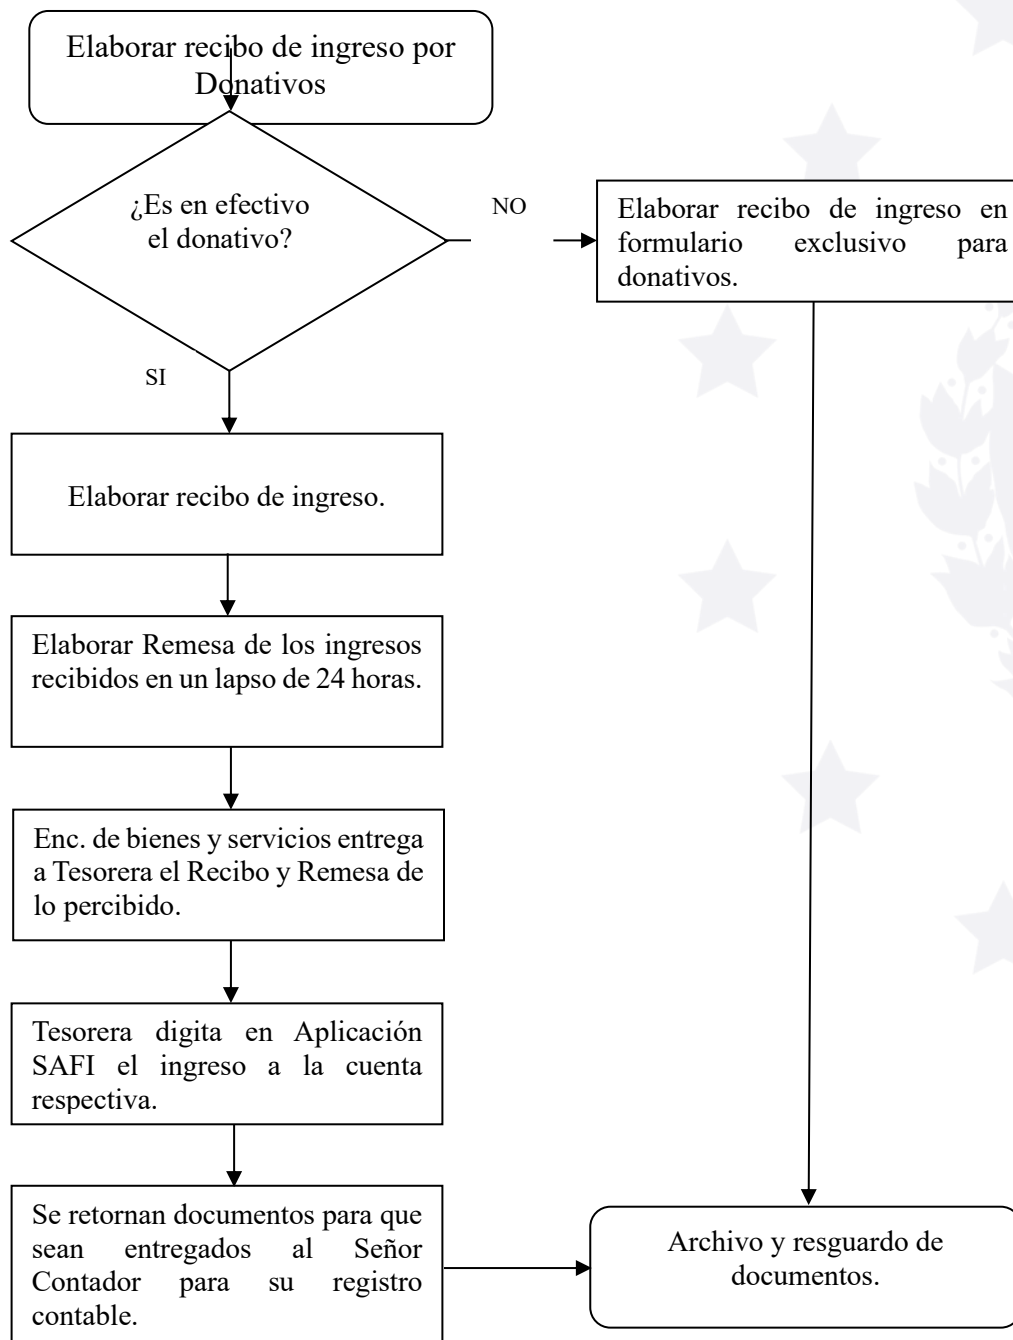 Elaborar recibo de ingreso por
Donativos
¿Es en efectivo
el donativo?
NO
Elaborar recibo de ingreso en
formulario exclusivo para
donativos.
SI
Elaborar recibo de ingreso.
Elaborar Remesa de los ingresos
recibidos en un lapso de 24 horas.
Enc. de bienes y servicios entrega
a Tesorera el Recibo y Remesa de
lo percibido.
Tesorera digita en Aplicación
SAFI el ingreso a la cuenta
respectiva.
Se retornan documentos para que
sean entregados al Señor
Contador para su registro
contable.
Archivo y resguardo de
documentos.